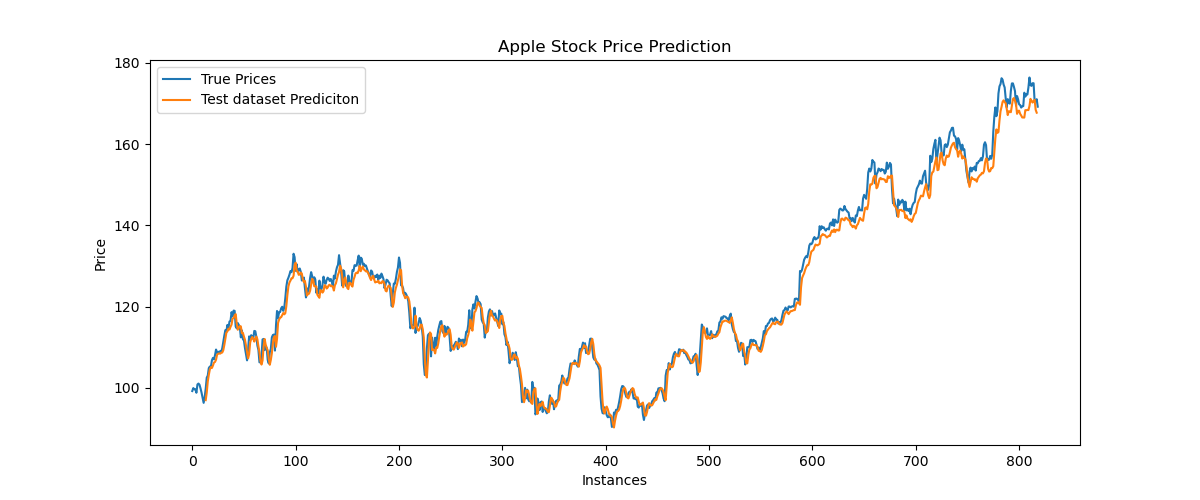 Apple Stock Price Prediction
180
160
140
120
100
Price
True Prices
Test dataset Prediciton
0 100 200 300 400 500 600 700 800
Instances